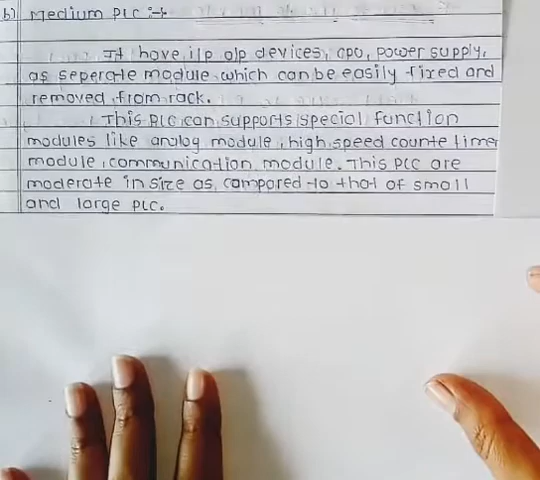 b) Medium PLC :→
It have i/p o/p devices, cpu, power supply,
as seperate module which can be easily fixed and
removed from rack.
This PLC can supports special function
modules like analog module, high speed counte timer
module, communication module. This PLC are
moderate in size as compared to that of small
and large PLC.